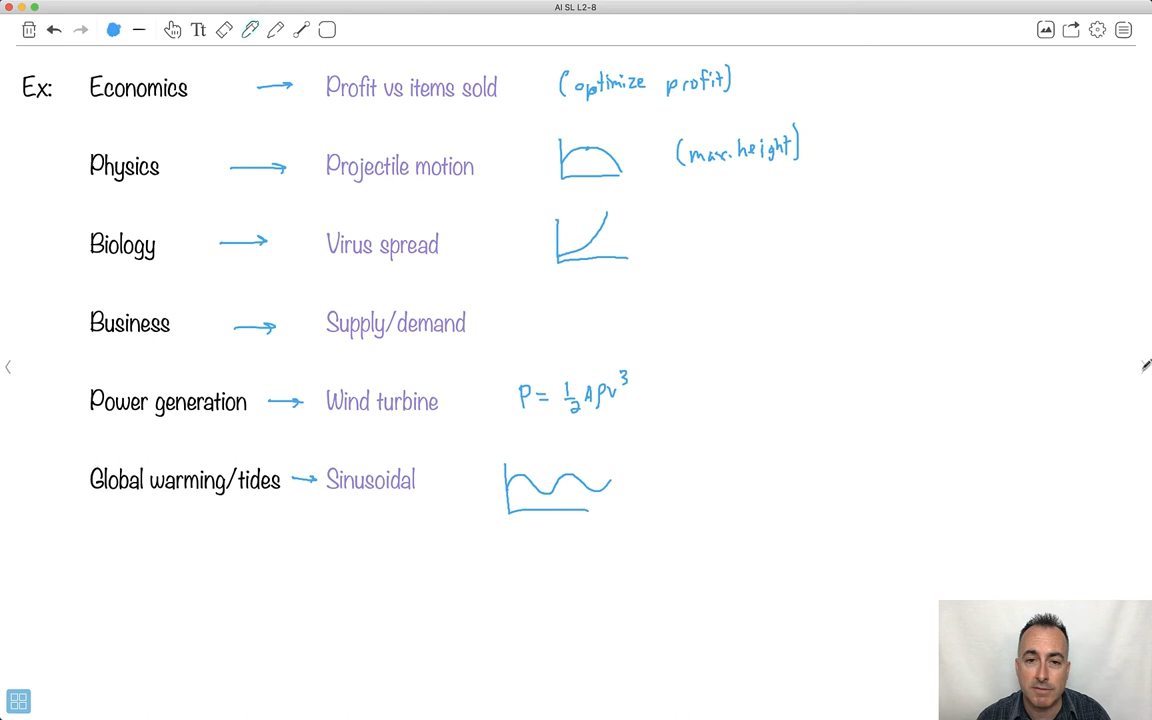 AI SL L2-8
Tt
Ex: Economics → Profit vs items sold (optimize profit)
Physics → Projectile motion (max. height)
Biology → Virus spread
Business → Supply/demand
Power generation → Wind turbine P = 1/2 Aρv³
Global warming/tides → Sinusoidal